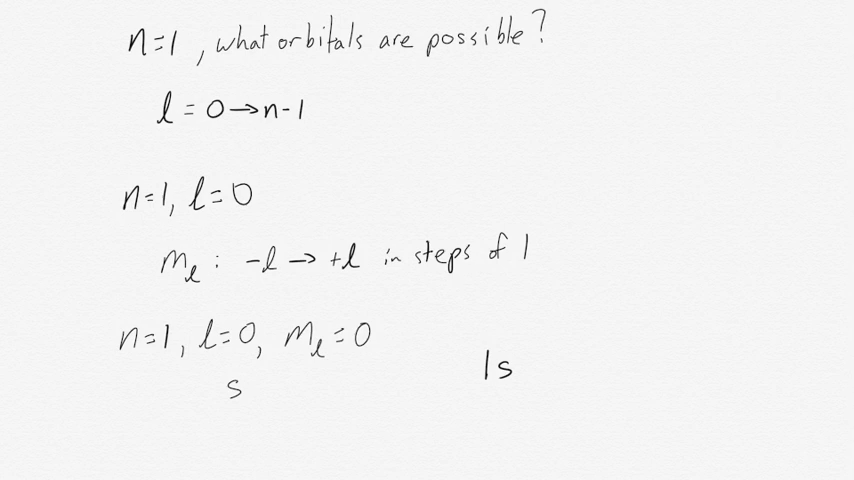 n=1, what orbitals are possible?
l = 0→n-1
n=1, l=0
mₗ : -l → +l in steps of 1
n=1, l=0, mₗ=0
s
1s